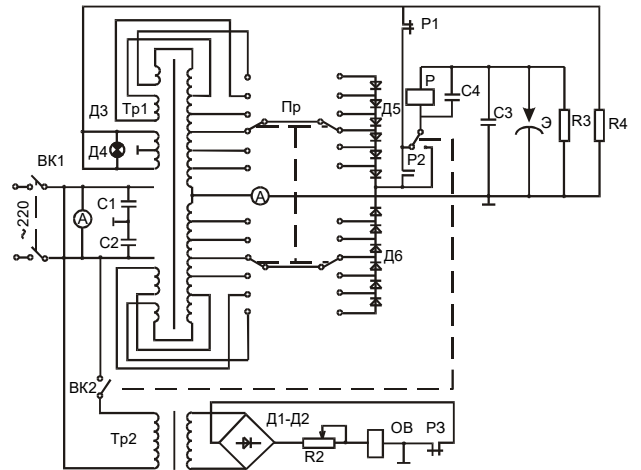 Р1
Р
С4
Д3
Тр1
Пр
Д5
С3
Э
R3
R4
ВК1
Д4
Р2
С1
А
А
~220
С2
Д6
ВК2
Тр2
Д1-Д2
R2
ОВ
Р3